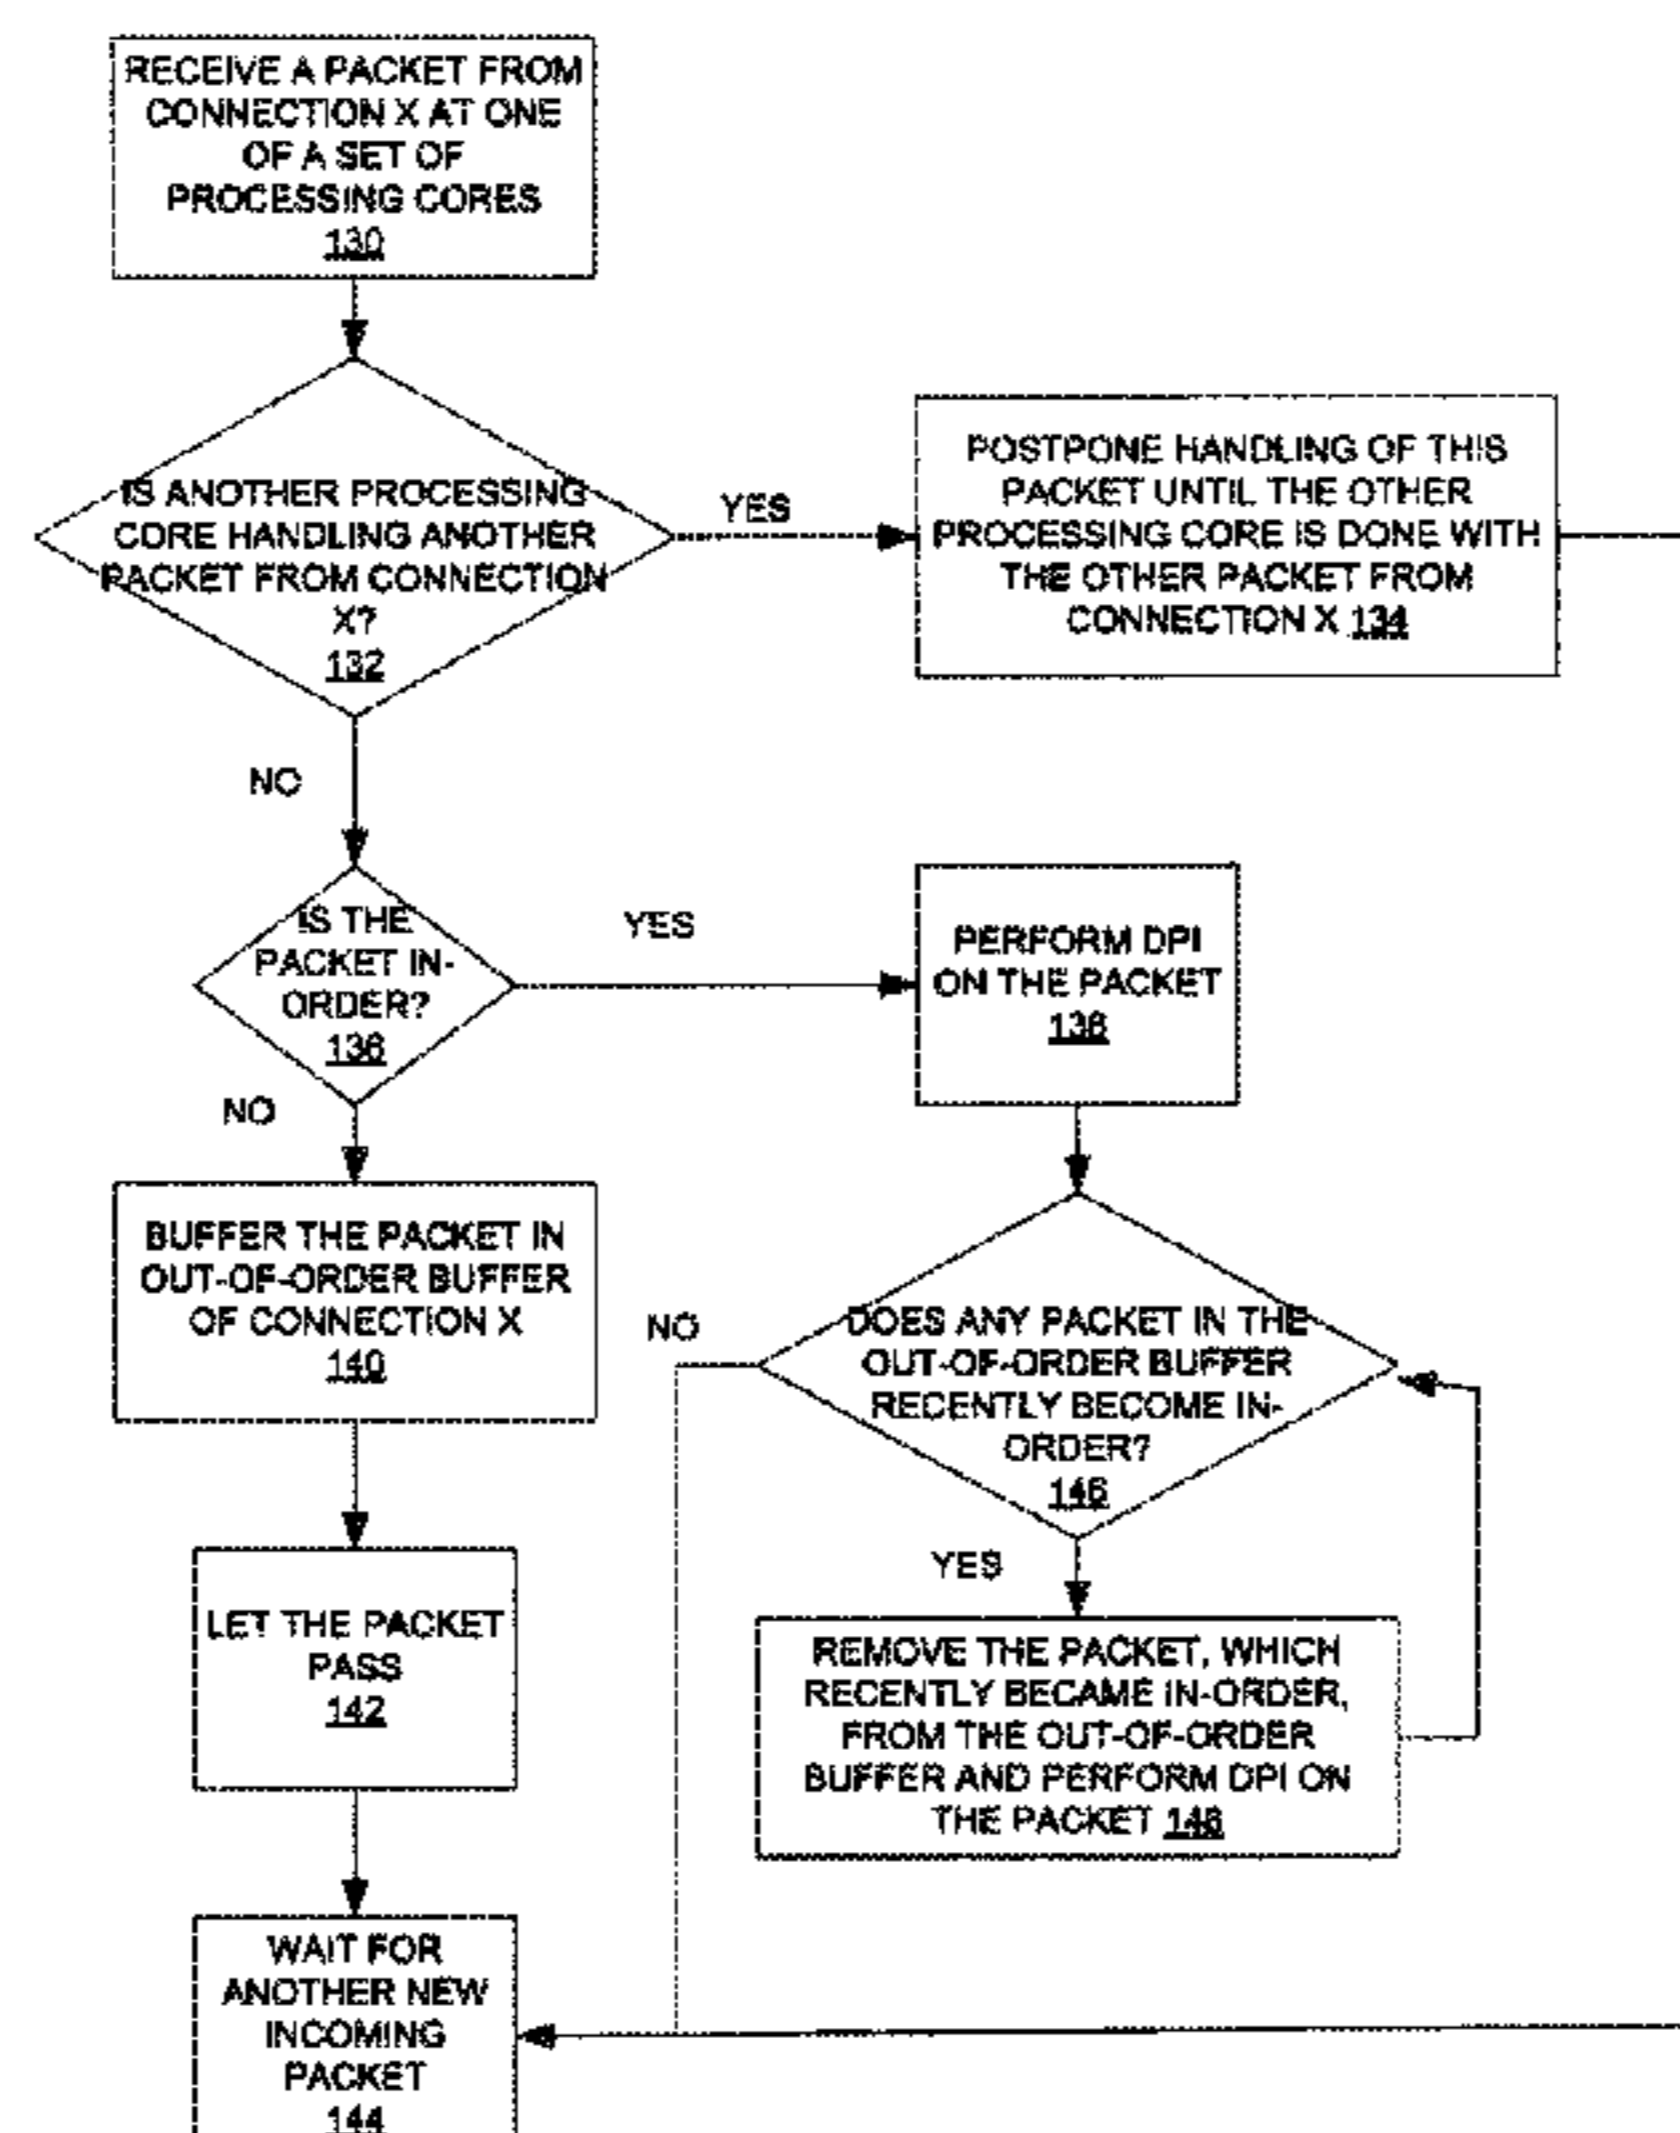 RECEIVE A PACKET FROM
CONNECTION X AT ONE
OF A SET OF
PROCESSING CORES
130
IS ANOTHER PROCESSING
CORE HANDLING ANOTHER
PACKET FROM CONNECTION
X?
132
YES
POSTPONE HANDLING OF THIS
PACKET UNTIL THE OTHER
PROCESSING CORE IS DONE WITH
THE OTHER PACKET FROM
CONNECTION X 134
NO
IS THE
PACKET IN-
ORDER?
136
YES
PERFORM DPI
ON THE PACKET
138
NO
BUFFER THE PACKET IN
OUT-OF-ORDER BUFFER
OF CONNECTION X
140
NO
DOES ANY PACKET IN THE
OUT-OF-ORDER BUFFER
RECENTLY BECOME IN-
ORDER?
146
YES
LET THE PACKET
PASS
142
REMOVE THE PACKET, WHICH
RECENTLY BECAME IN-ORDER,
FROM THE OUT-OF-ORDER
BUFFER AND PERFORM DPI ON
THE PACKET 148
WAIT FOR
ANOTHER NEW
INCOMING
PACKET
144